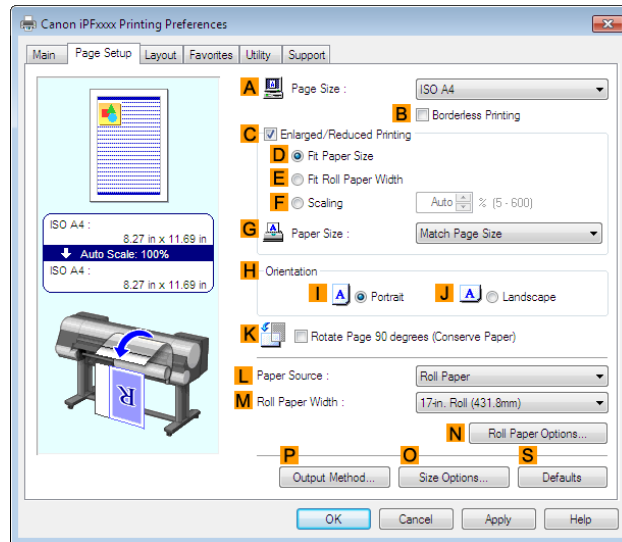 Canon iPFxxxx Printing Preferences
Main Page Setup Layout Favorites Utility Support
A Page Size : ISO A4
B Borderless Printing
C Enlarged/Reduced Printing
D Fit Paper Size
E Fit Roll Paper Width
F Scaling Auto % (5 - 600)
G Paper Size : Match Page Size
ISO A4 :
8.27 in x 11.69 in
Auto Scale: 100%
ISO A4 :
8.27 in x 11.69 in
H Orientation
I A Portrait J A Landscape
K Rotate Page 90 degrees (Conserve Paper)
R
L Paper Source : Roll Paper
M Roll Paper Width : 17-in. Roll (431.8mm)
N Roll Paper Options...
P O S
Output Method... Size Options... Defaults
OK Cancel Apply Help